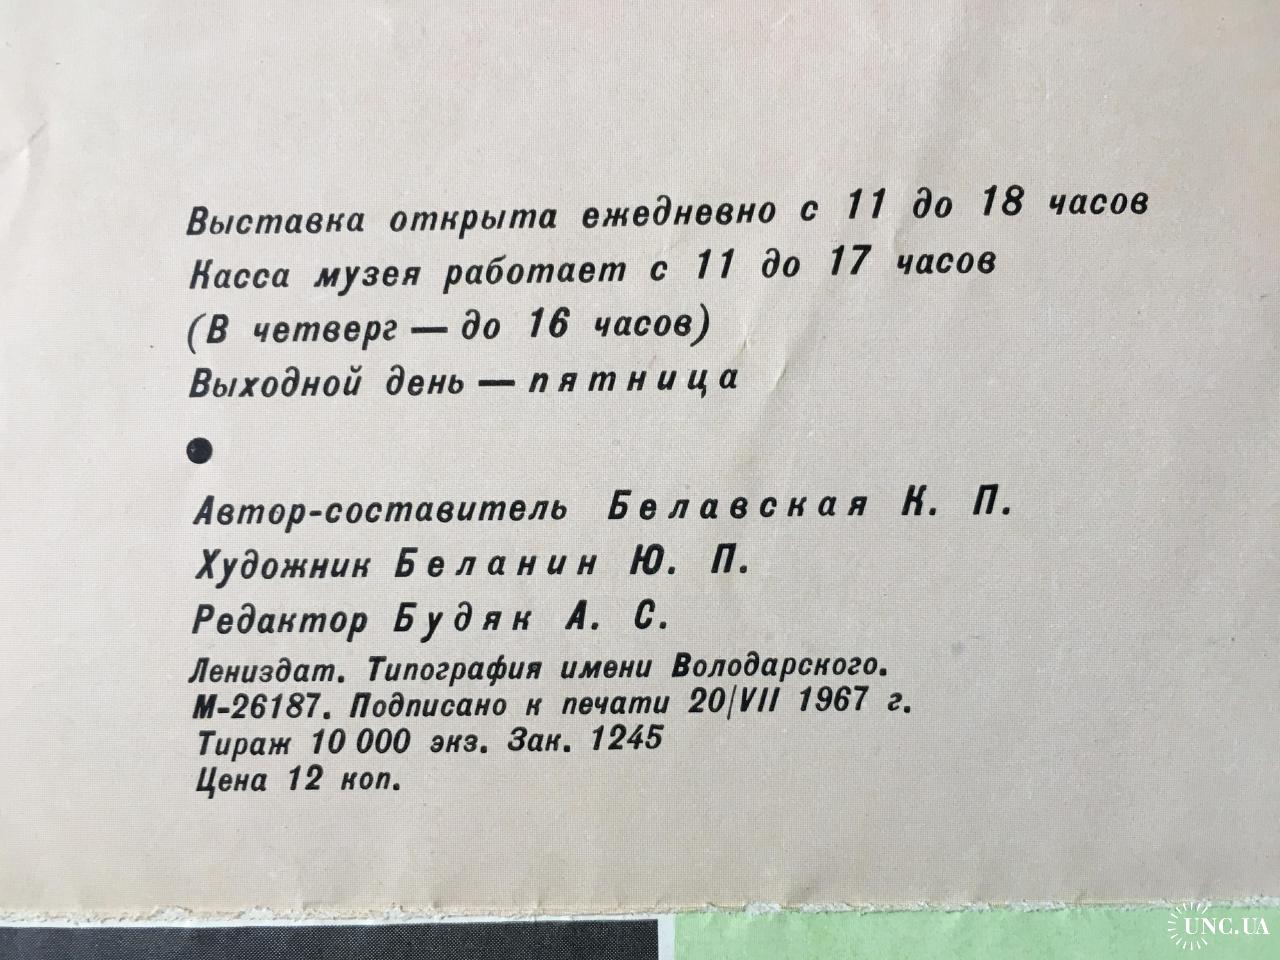 Выставка открыта ежедневно с 11 до 18 часов
Касса музея работает с 11 до 17 часов
(В четверг — до 16 часов)
Выходной день — пятница
Автор-составитель Белавская К. П.
Художник Беланин Ю. П.
Редактор Будяк А. С.
Лениздат. Типография имени Володарского.
М-26187. Подписано к печати 20/VII 1967 г.
Тираж 10 000 экз. Зак. 1245
Цена 12 коп.
UNC.UA